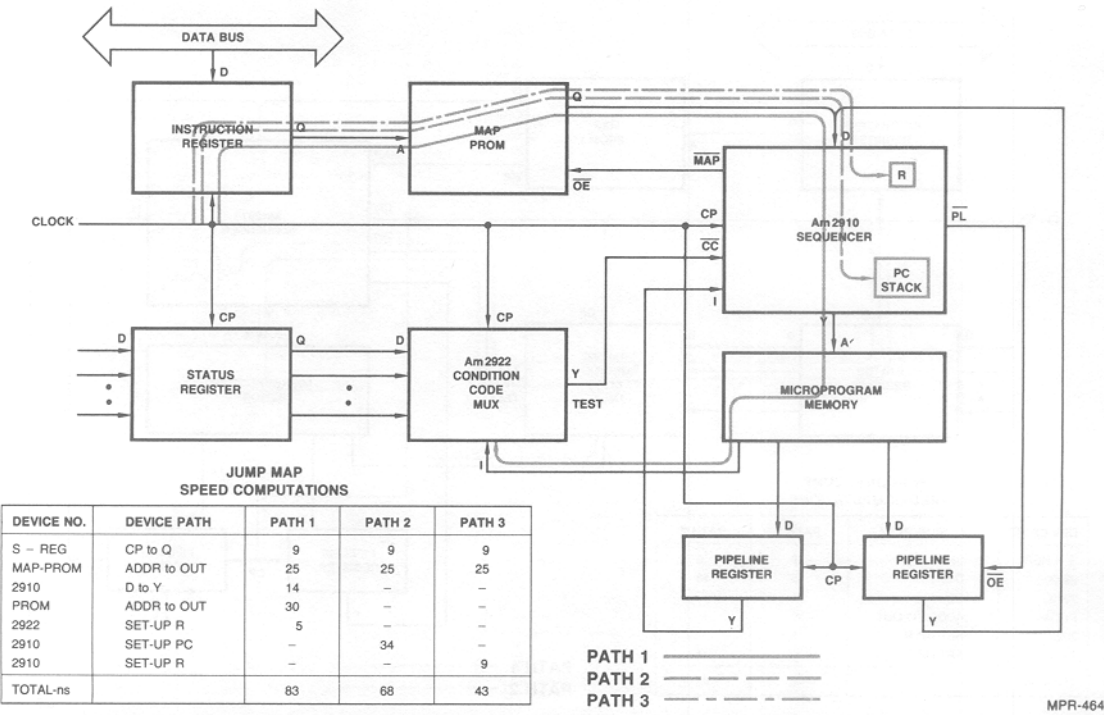 DATA BUS
D
INSTRUCTION
REGISTER
Q
A
MAP
PROM
Q
OE
MAP
D
R
Am2910
SEQUENCER
PC
STACK
CP
CC
I
PL
Y
CLOCK
CP
CP
D
STATUS
REGISTER
Q
D
Am2922
CONDITION
CODE
MUX
Y
TEST
I
A
MICROPROGRAM
MEMORY
D
D
PIPELINE
REGISTER
CP
PIPELINE
REGISTER
OE
Y
Y
JUMP MAP
SPEED COMPUTATIONS
DEVICE NO. DEVICE PATH PATH 1 PATH 2 PATH 3
S – REG CP to Q 9 9 9
MAP-PROM ADDR to OUT 25 25 25
2910 D to Y 14 – –
PROM ADDR to OUT 30 – –
2922 SET-UP R 5 – –
2910 SET-UP PC – 34 –
2910 SET-UP R – – 9
TOTAL-ns 83 68 43
PATH 1
PATH 2
PATH 3
MPR-464